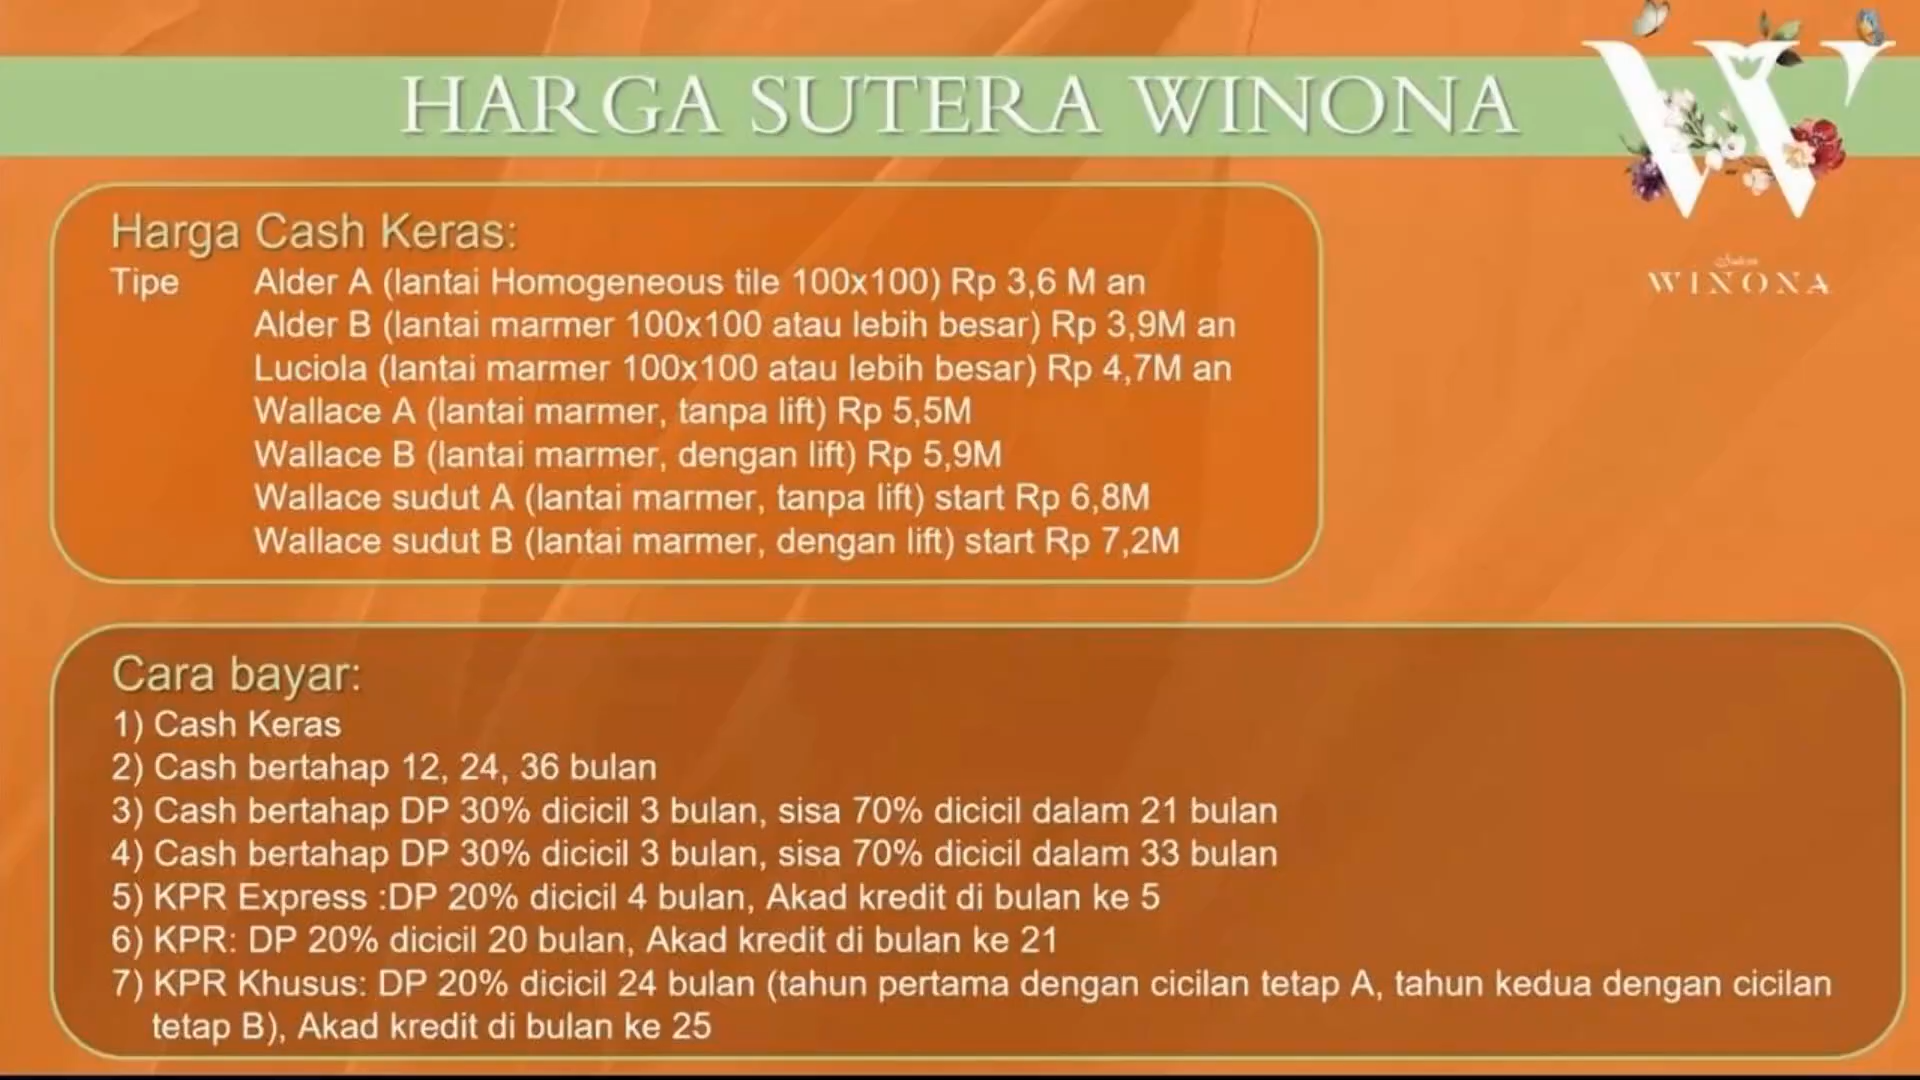 HARGA SUTERA WINONA
W
Sutera
WINONA
Harga Cash Keras:
Tipe Alder A (lantai Homogeneous tile 100x100) Rp 3,6 M an
Alder B (lantai marmer 100x100 atau lebih besar) Rp 3,9M an
Luciola (lantai marmer 100x100 atau lebih besar) Rp 4,7M an
Wallace A (lantai marmer, tanpa lift) Rp 5,5M
Wallace B (lantai marmer, dengan lift) Rp 5,9M
Wallace sudut A (lantai marmer, tanpa lift) start Rp 6,8M
Wallace sudut B (lantai marmer, dengan lift) start Rp 7,2M
Cara bayar:
1) Cash Keras
2) Cash bertahap 12, 24, 36 bulan
3) Cash bertahap DP 30% dicicil 3 bulan, sisa 70% dicicil dalam 21 bulan
4) Cash bertahap DP 30% dicicil 3 bulan, sisa 70% dicicil dalam 33 bulan
5) KPR Express :DP 20% dicicil 4 bulan, Akad kredit di bulan ke 5
6) KPR: DP 20% dicicil 20 bulan, Akad kredit di bulan ke 21
7) KPR Khusus: DP 20% dicicil 24 bulan (tahun pertama dengan cicilan tetap A, tahun kedua dengan cicilan
tetap B), Akad kredit di bulan ke 25